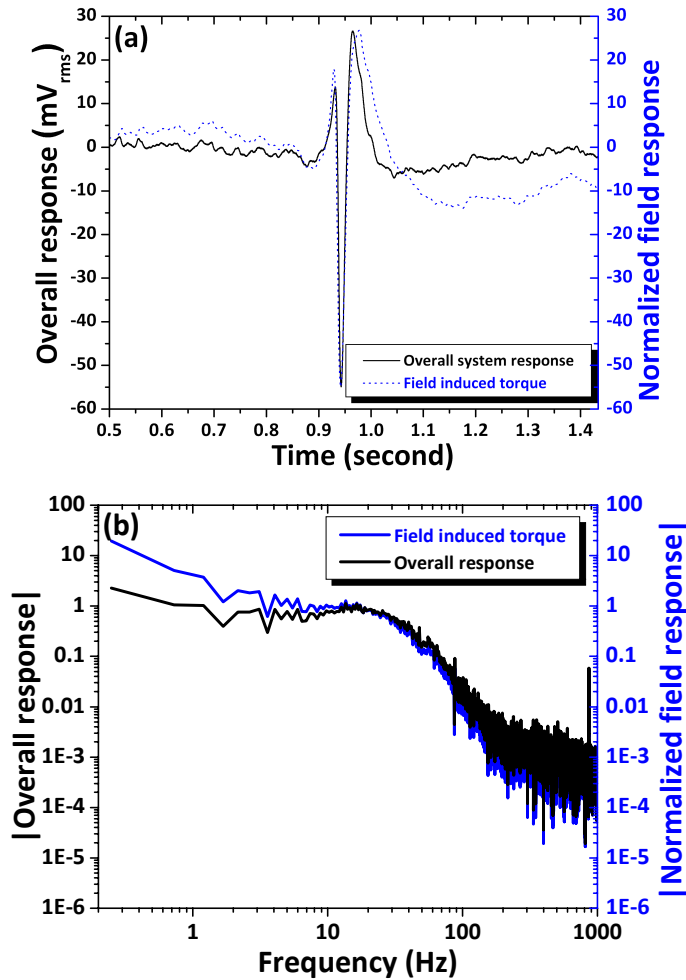 (a)
Overall response (mVrms)
30
20
10
0
-10
-20
-30
-40
-50
-60
Normalized field response
30
20
10
0
-10
-20
-30
-40
-50
-60
Overall system response
Field induced torque
0.5 0.6 0.7 0.8 0.9 1.0 1.1 1.2 1.3 1.4
Time (second)
(b)
|Overall response|
100
10
1
0.1
0.01
1E-3
1E-4
1E-5
1E-6
|Normalized field response|
100
10
1
0.1
0.01
1E-3
1E-4
1E-5
1E-6
Field induced torque
Overall response
1 10 100 1000
Frequency (Hz)